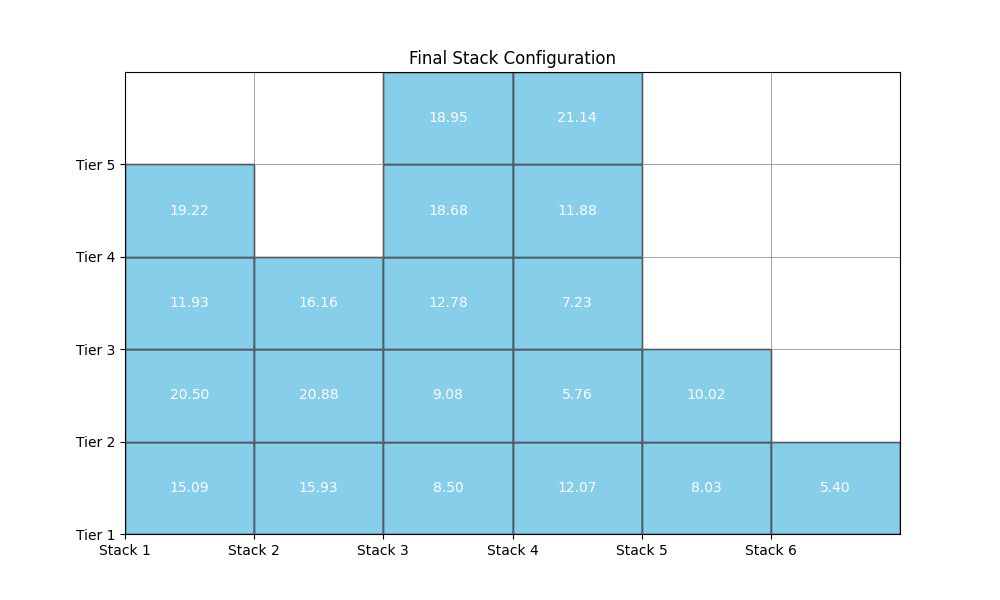 Final Stack Configuration
18.95 21.14
Tier 5
19.22 18.68 11.88
Tier 4
11.93 16.16 12.78 7.23
Tier 3
20.50 20.88 9.08 5.76 10.02
Tier 2
15.09 15.93 8.50 12.07 8.03 5.40
Tier 1
Stack 1 Stack 2 Stack 3 Stack 4 Stack 5 Stack 6